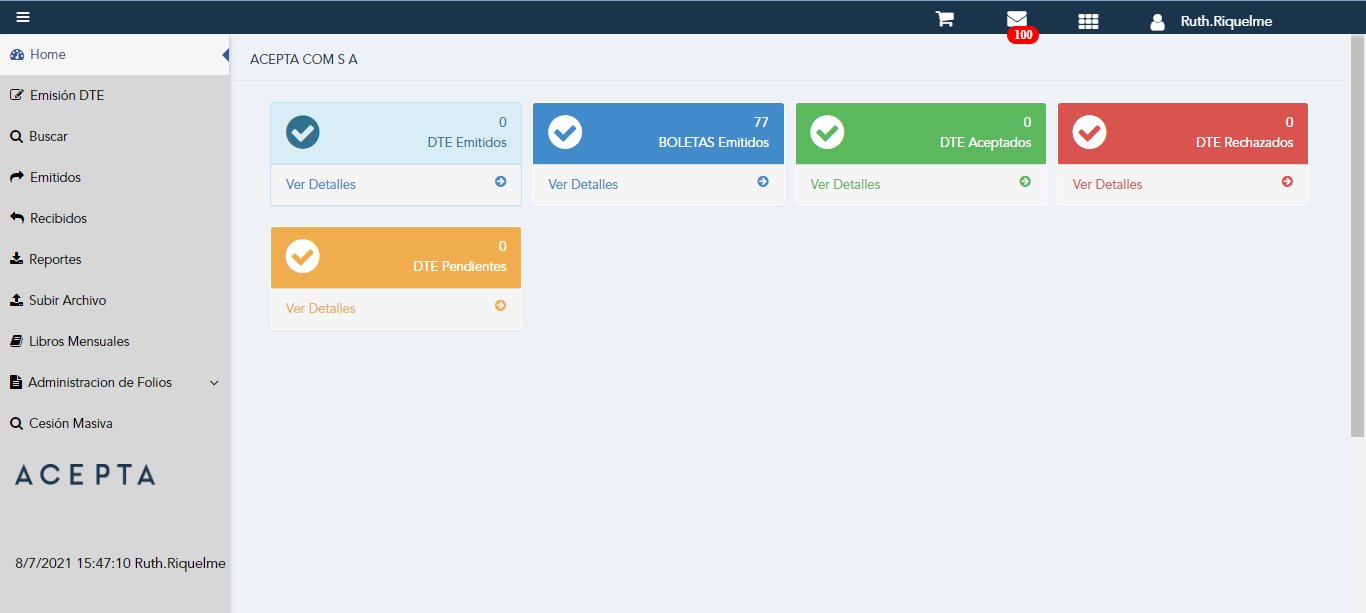 100
Ruth.Riquelme
Home
ACEPTA COM S A
Emisión DTE
Buscar
Emitidos
Recibidos
Reportes
Subir Archivo
Libros Mensuales
Administracion de Folios
Cesión Masiva
ACEPTA
8/7/2021 15:47:10 Ruth.Riquelme
0
DTE Emitidos
Ver Detalles
77
BOLETAS Emitidos
Ver Detalles
0
DTE Aceptados
Ver Detalles
0
DTE Rechazados
Ver Detalles
0
DTE Pendientes
Ver Detalles